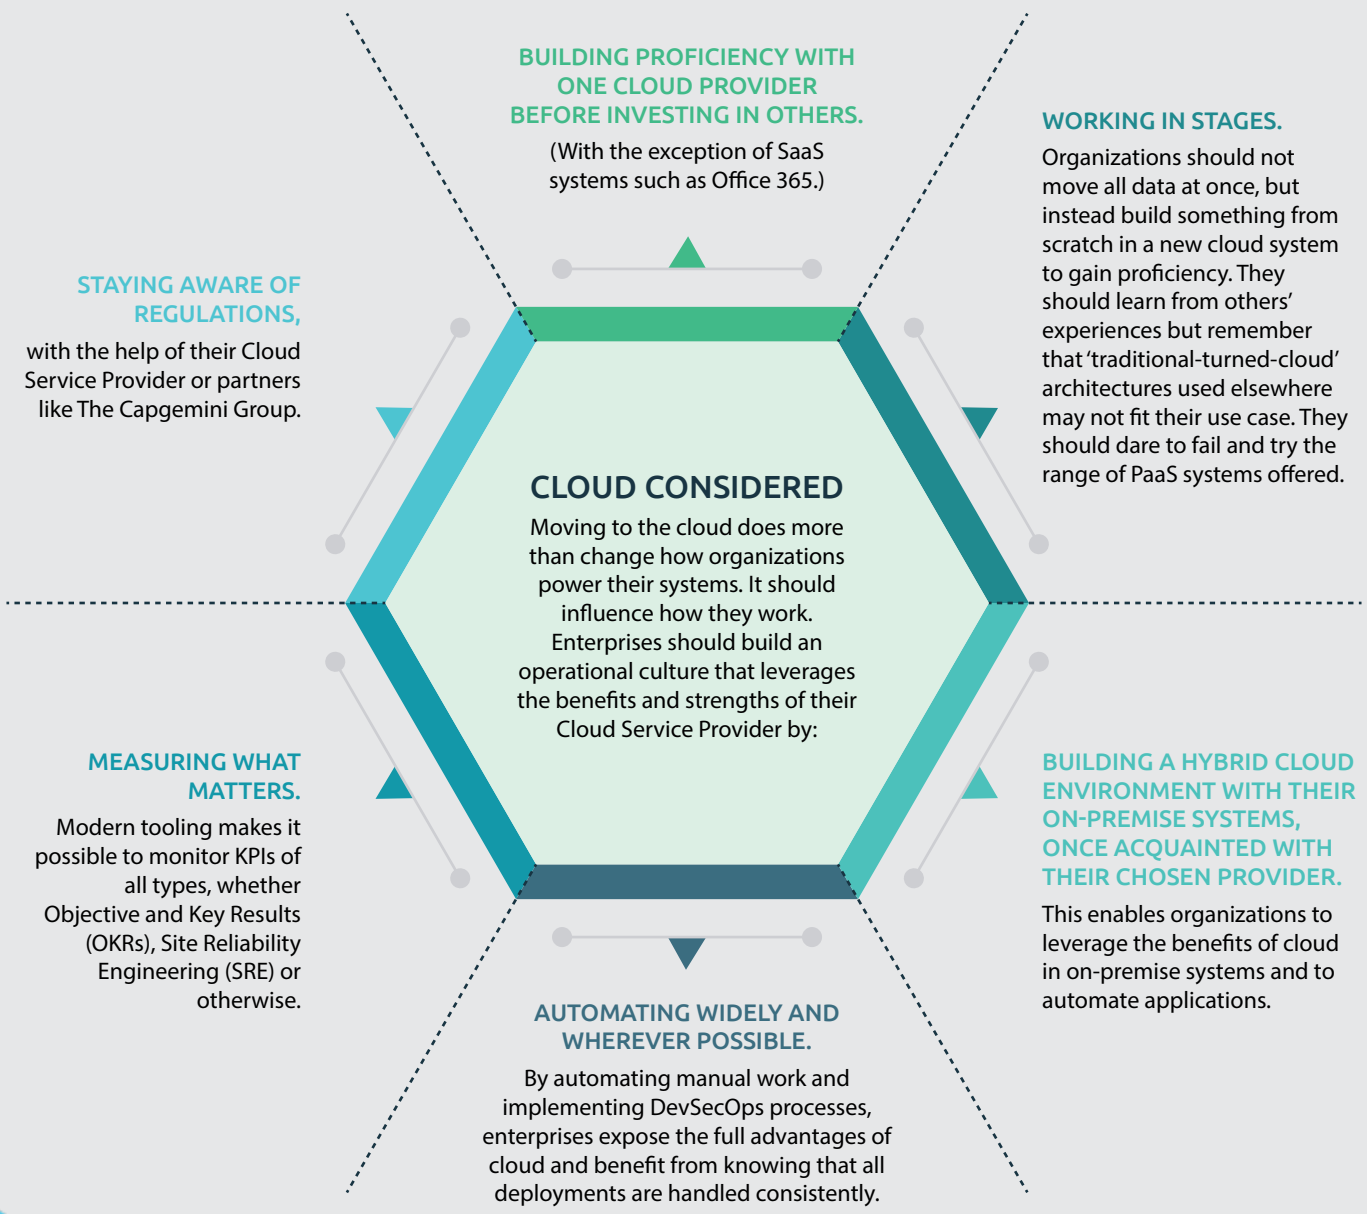 BUILDING PROFICIENCY WITH
ONE CLOUD PROVIDER
BEFORE INVESTING IN OTHERS.
(With the exception of SaaS
systems such as Office 365.)
WORKING IN STAGES.
Organizations should not
move all data at once, but
instead build something from
scratch in a new cloud system
to gain proficiency. They
should learn from others’
experiences but remember
that ‘traditional-turned-cloud’
architectures used elsewhere
may not fit their use case. They
should dare to fail and try the
range of PaaS systems offered.
STAYING AWARE OF
REGULATIONS,
with the help of their Cloud
Service Provider or partners
like The Capgemini Group.
CLOUD CONSIDERED
Moving to the cloud does more
than change how organizations
power their systems. It should
influence how they work.
Enterprises should build an
operational culture that leverages
the benefits and strengths of their
Cloud Service Provider by:
MEASURING WHAT
MATTERS.
Modern tooling makes it
possible to monitor KPIs of
all types, whether
Objective and Key Results
(OKRs), Site Reliability
Engineering (SRE) or
otherwise.
BUILDING A HYBRID CLOUD
ENVIRONMENT WITH THEIR
ON-PREMISE SYSTEMS,
ONCE ACQUAINTED WITH
THEIR CHOSEN PROVIDER.
This enables organizations to
leverage the benefits of cloud
in on-premise systems and to
automate applications.
AUTOMATING WIDELY AND
WHEREVER POSSIBLE.
By automating manual work and
implementing DevSecOps processes,
enterprises expose the full advantages of
cloud and benefit from knowing that all
deployments are handled consistently.